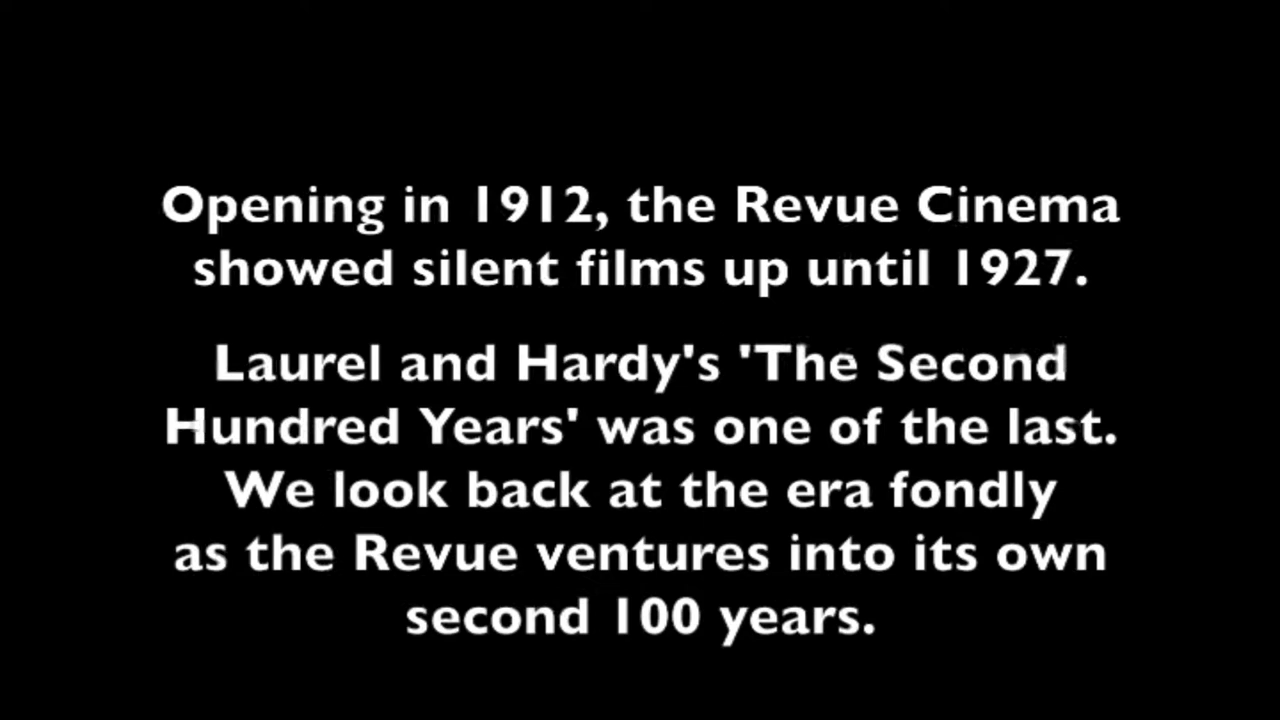 Opening in 1912, the Revue Cinema
showed silent films up until 1927.
Laurel and Hardy's 'The Second
Hundred Years' was one of the last.
We look back at the era fondly
as the Revue ventures into its own
second 100 years.